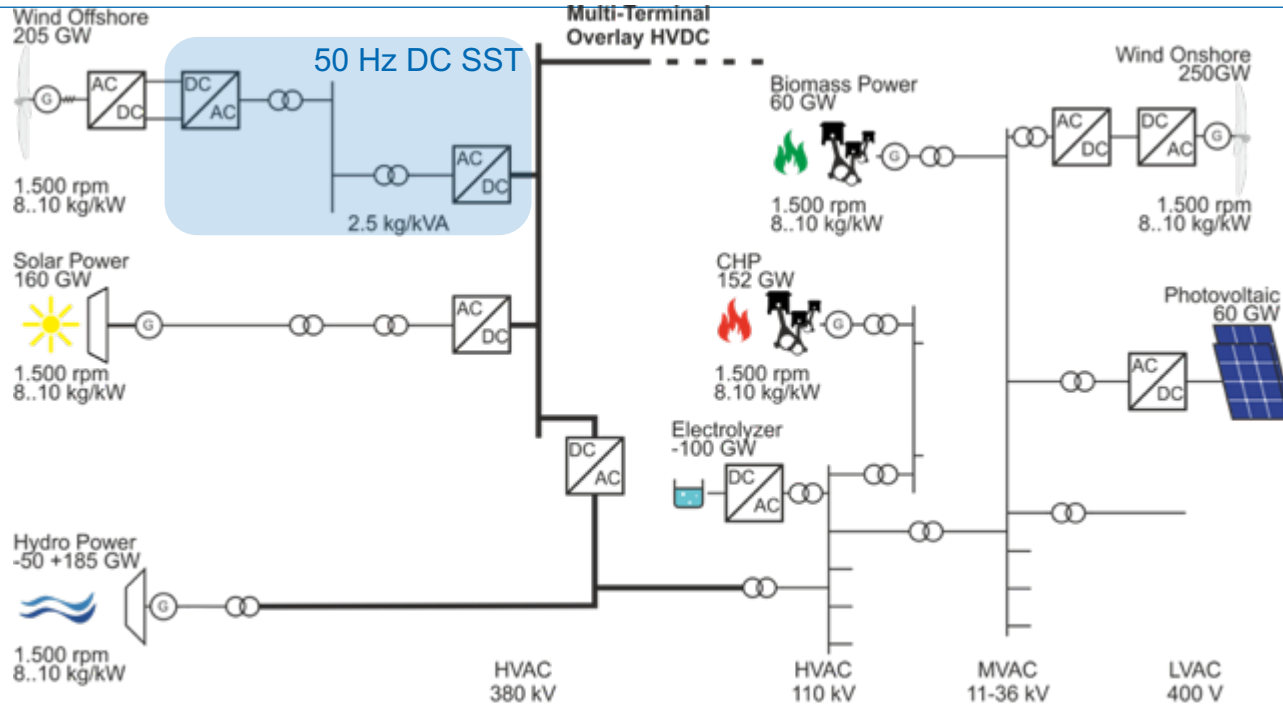 Wind Offshore
205 GW
50 Hz DC SST
AC
DC
DC
AC
G
1.500 rpm
8..10 kg/kW
AC
DC
2.5 kg/kVA
Multi-Terminal
Overlay HVDC
Solar Power
160 GW
G
AC
DC
1.500 rpm
8..10 kg/kW
DC
AC
Hydro Power
-50 +185 GW
G
1.500 rpm
8..10 kg/kW
Biomass Power
60 GW
G
1.500 rpm
8..10 kg/kW
Wind Onshore
250GW
AC
DC
DC
AC
G
1.500 rpm
8..10 kg/kW
CHP
152 GW
G
1.500 rpm
8.10 kg/kW
Photovoltaic
60 GW
AC
DC
Electrolyzer
-100 GW
DC
AC
HVAC
380 kV
HVAC
110 kV
MVAC
11-36 kV
LVAC
400 V